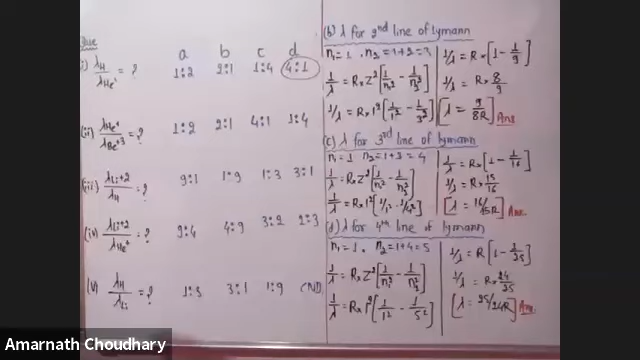 Que
a b c d
(i) λH/λHe⁺ = ? 1:2 2:1 1:4 4:1
(ii) λHe⁺/λBe⁺³ = ? 1:2 2:1 4:1 1:4
(iii) λLi+2/λH = ? 9:1 1:9 1:3 3:1
(iv) λLi+2/λHe⁺ = ? 9:4 4:9 3:2 2:3
(v) λH/λLi = ? 1:3 3:1 1:9 CND
(b) λ for 2nd line of lymann
n₁ = 1, n₂ = 1+2 = 3
1/λ = R×Z²[1/n₁² - 1/n₂²]
1/λ = R×1²[1/1² - 1/3²]
1/λ = R×[1 - 1/9]
1/λ = R×8/9
[λ = 9/8R] Ans
(c) λ for 3rd line of lymann
n₁ = 1 n₂ = 1+3 = 4
1/λ = R×Z²[1/n₁² - 1/n₂²]
1/λ = R×1²[1/1² - 1/4²]
1/λ = R×[1 - 1/16]
1/λ = R×15/16
[λ = 16/15R] Ans.
(d) λ for 4th line of lymann
n₁ = 1. n₂ = 1+4 = 5
1/λ = R×Z²[1/n₁² - 1/n₂²]
1/λ = R×1²[1/1² - 1/5²]
1/λ = R[1 - 1/25]
1/λ = R×24/25
[λ = 25/24R] Ans.
Amarnath Choudhary